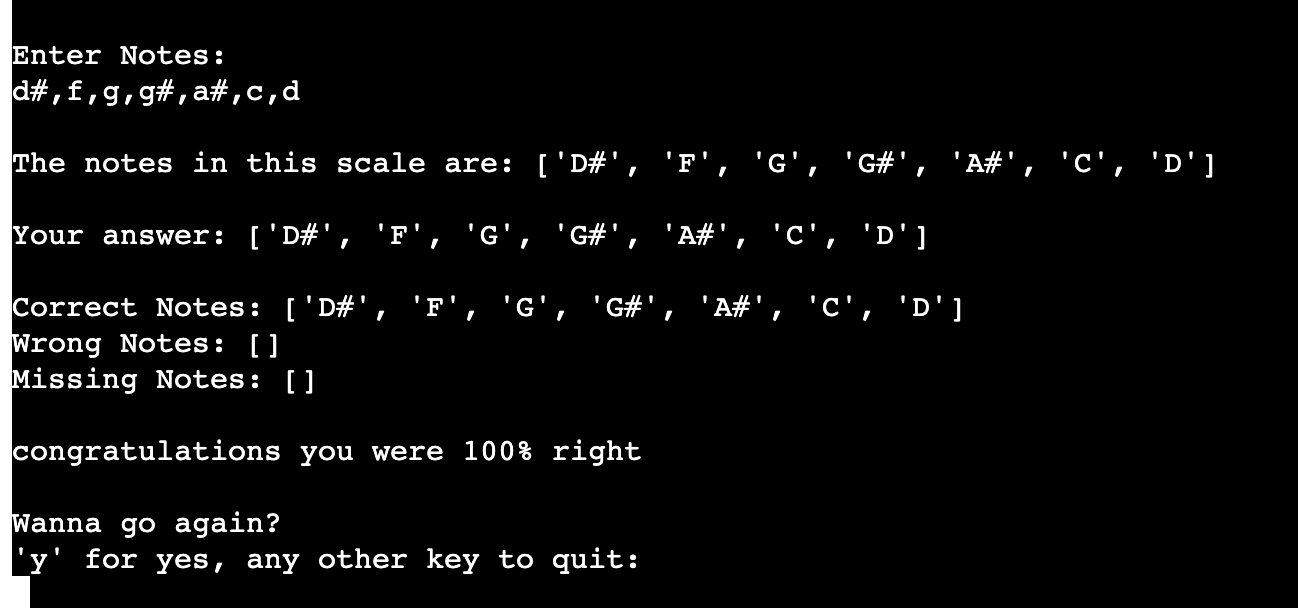 Enter Notes:
d#,f,g,g#,a#,c,d
The notes in this scale are: ['D#', 'F', 'G', 'G#', 'A#', 'C', 'D']
Your answer: ['D#', 'F', 'G', 'G#', 'A#', 'C', 'D']
Correct Notes: ['D#', 'F', 'G', 'G#', 'A#', 'C', 'D']
Wrong Notes: []
Missing Notes: []
congratulations you were 100% right
Wanna go again?
'y' for yes, any other key to quit: